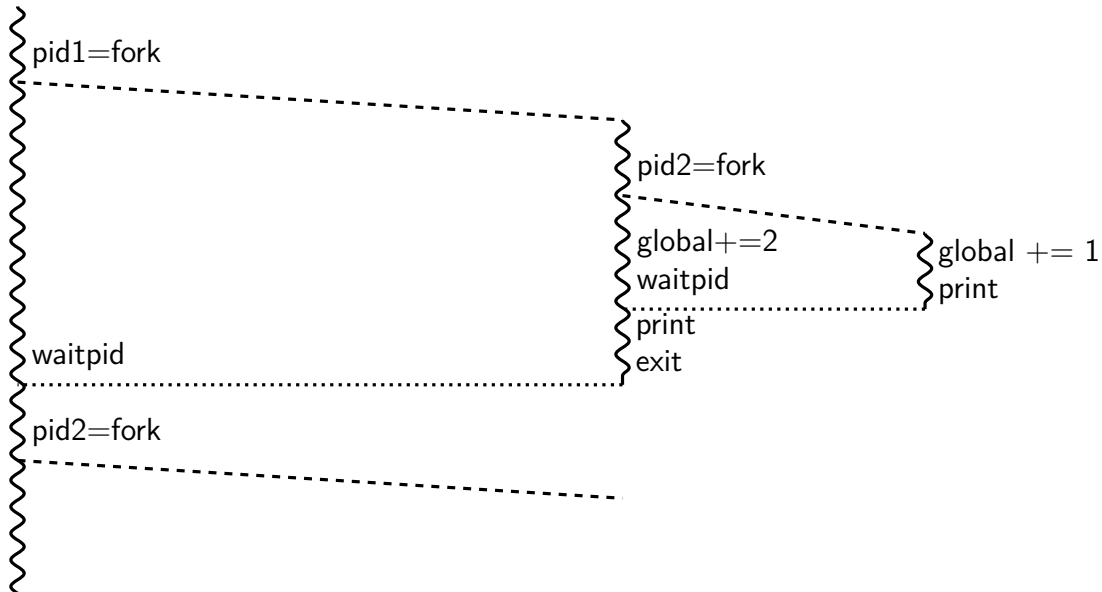 pid1=fork
pid2=fork
global+=2
global += 1
waitpid
print
print
waitpid
exit
pid2=fork